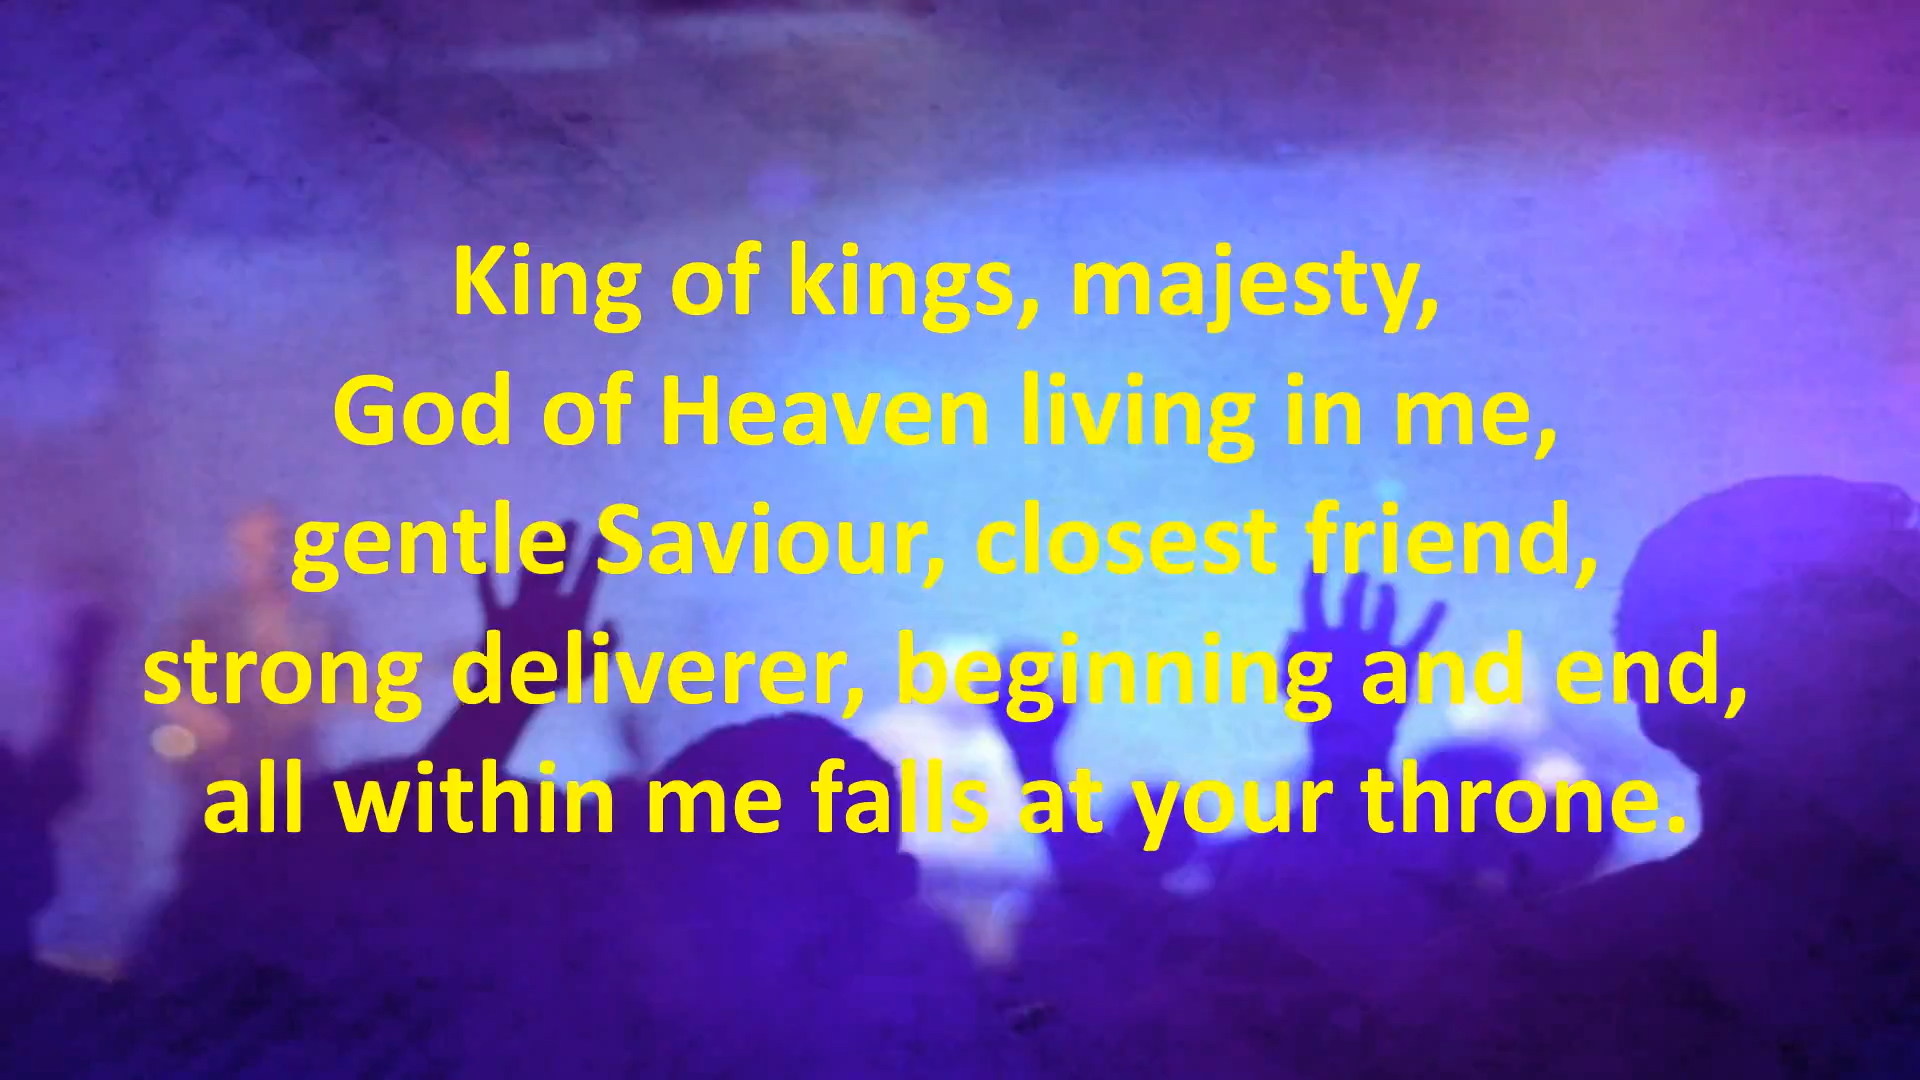 King of kings, majesty,
God of Heaven living in me,
gentle Saviour, closest friend,
strong deliverer, beginning and end,
all within me falls at your throne.